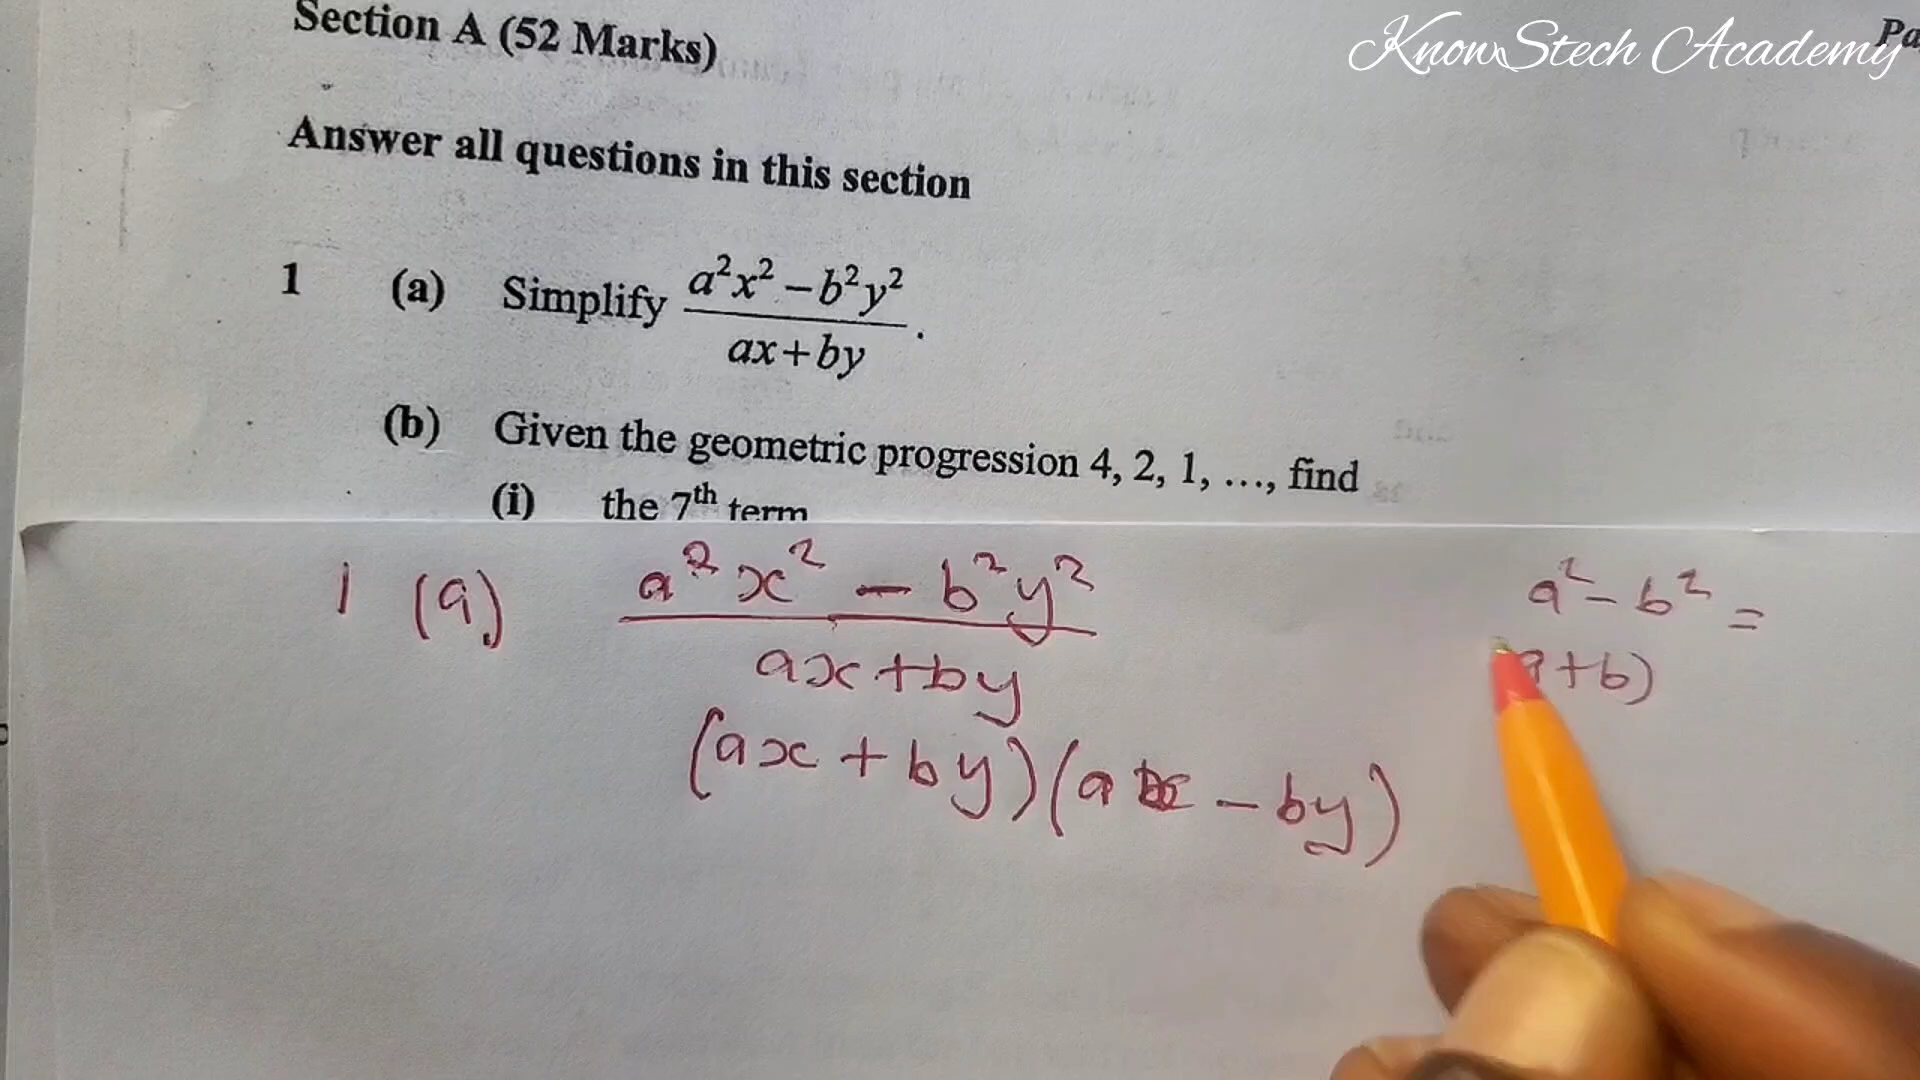 KnowStech Academy
Section A (52 Marks)
Answer all questions in this section
1 (a) Simplify a²x² – b²y² / ax+by .
(b) Given the geometric progression 4, 2, 1, …, find
(i) the 7th term
1 (a) a²x² – b²y² / ax+by
a² – b² =
a+b)
(ax + by)(ax – by)